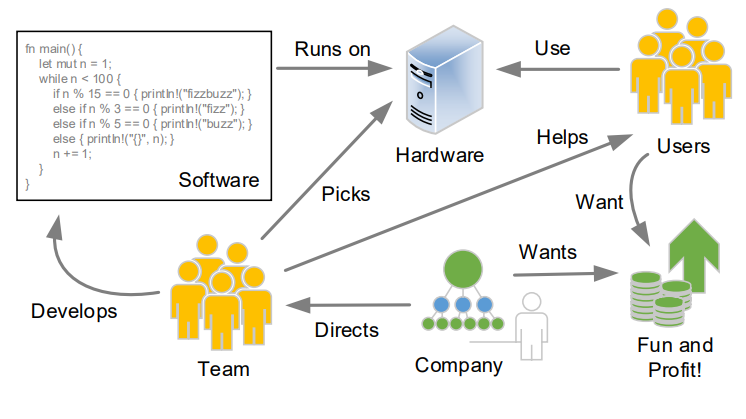 fn main() {
let mut n = 1;
while n < 100 {
if n % 15 == 0 { println!("fizzbuzz"); }
else if n % 3 == 0 { println!("fizz"); }
else if n % 5 == 0 { println!("buzz"); }
else { println!("{}", n); }
n += 1;
}
}
Software
Runs on
Hardware
Use
Users
Picks
Helps
Want
Develops
Team
Directs
Company
Wants
Fun and
Profit!